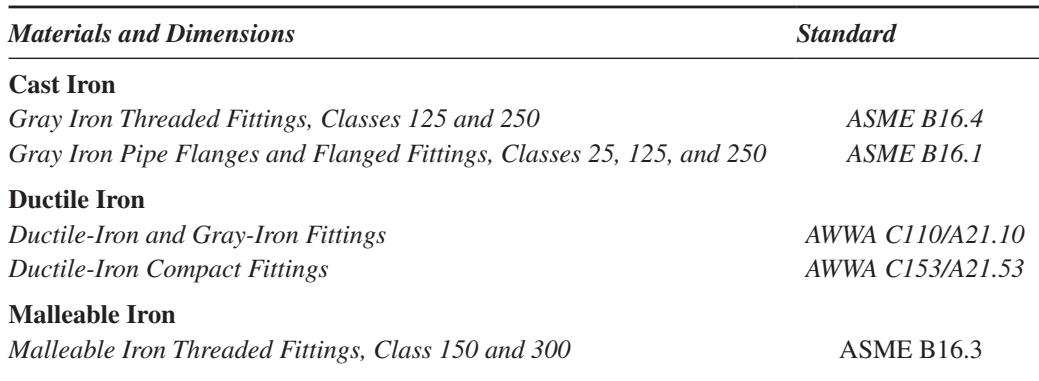 Materials and Dimensions Standard
Cast Iron
Gray Iron Threaded Fittings, Classes 125 and 250 ASME B16.4
Gray Iron Pipe Flanges and Flanged Fittings, Classes 25, 125, and 250 ASME B16.1
Ductile Iron
Ductile-Iron and Gray-Iron Fittings AWWA C110/A21.10
Ductile-Iron Compact Fittings AWWA C153/A21.53
Malleable Iron
Malleable Iron Threaded Fittings, Class 150 and 300 ASME B16.3